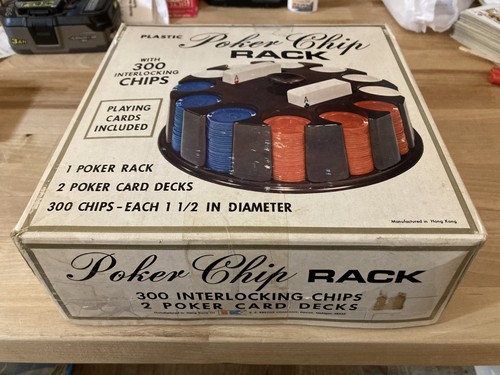 PLASTIC
Poker Chip
RACK
WITH
300
INTERLOCKING
CHIPS
PLAYING
CARDS
INCLUDED
1 POKER RACK
2 POKER CARD DECKS
300 CHIPS - EACH 1 1/2 IN DIAMETER
Manufactured in Hong Kong
Poker Chip RACK
300 INTERLOCKING CHIPS
2 POKER CARD DECKS